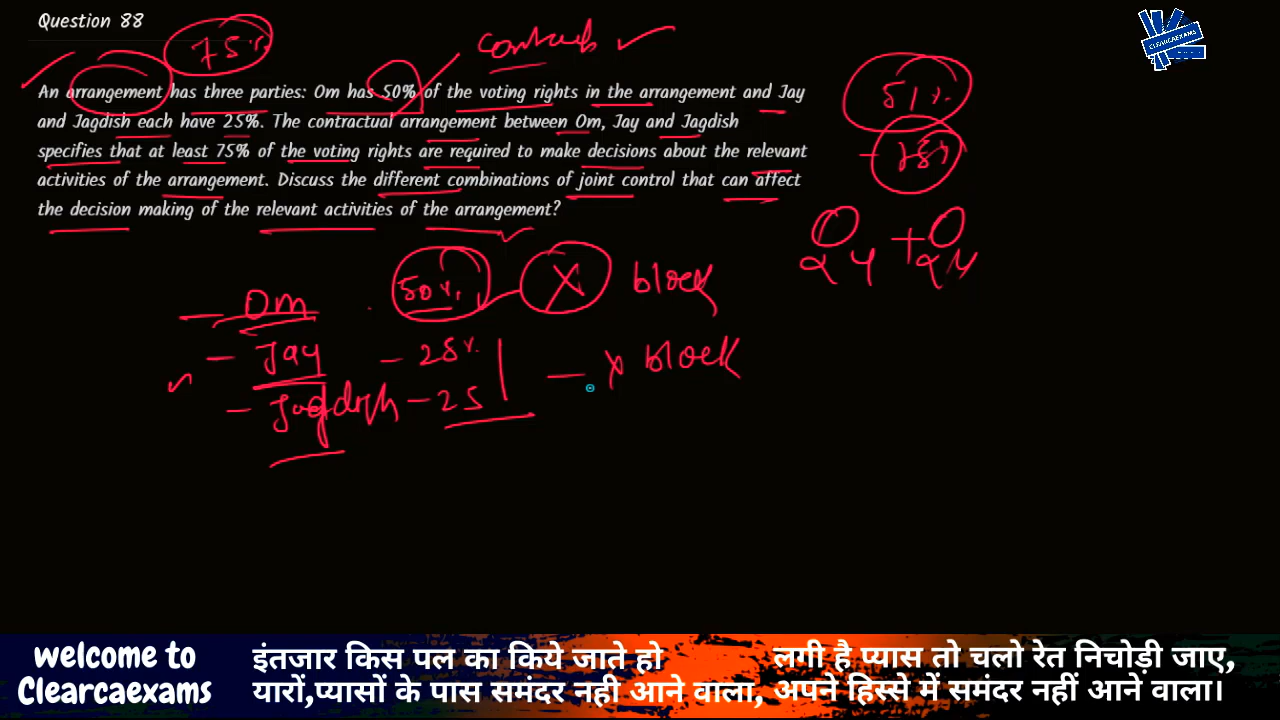 Question 88
75%
Contract
CLEARCAEXAMS
An arrangement has three parties: Om has 50% of the voting rights in the arrangement and Jay
and Jagdish each have 25%. The contractual arrangement between Om, Jay and Jagdish
specifies that at least 75% of the voting rights are required to make decisions about the relevant
activities of the arrangement. Discuss the different combinations of joint control that can affect
the decision making of the relevant activities of the arrangement?
51%
- Om 50% - X block
- Jay - 25%
- X block
- Jagdish - 25
welcome to
Clearcaexams
इंतजार किस पल का किये जाते हो
यारों,प्यासों के पास समंदर नही आने वाला,
लगी है प्यास तो चलो रेत निचोड़ी जाए,
अपने हिस्से में समंदर नहीं आने वाला।